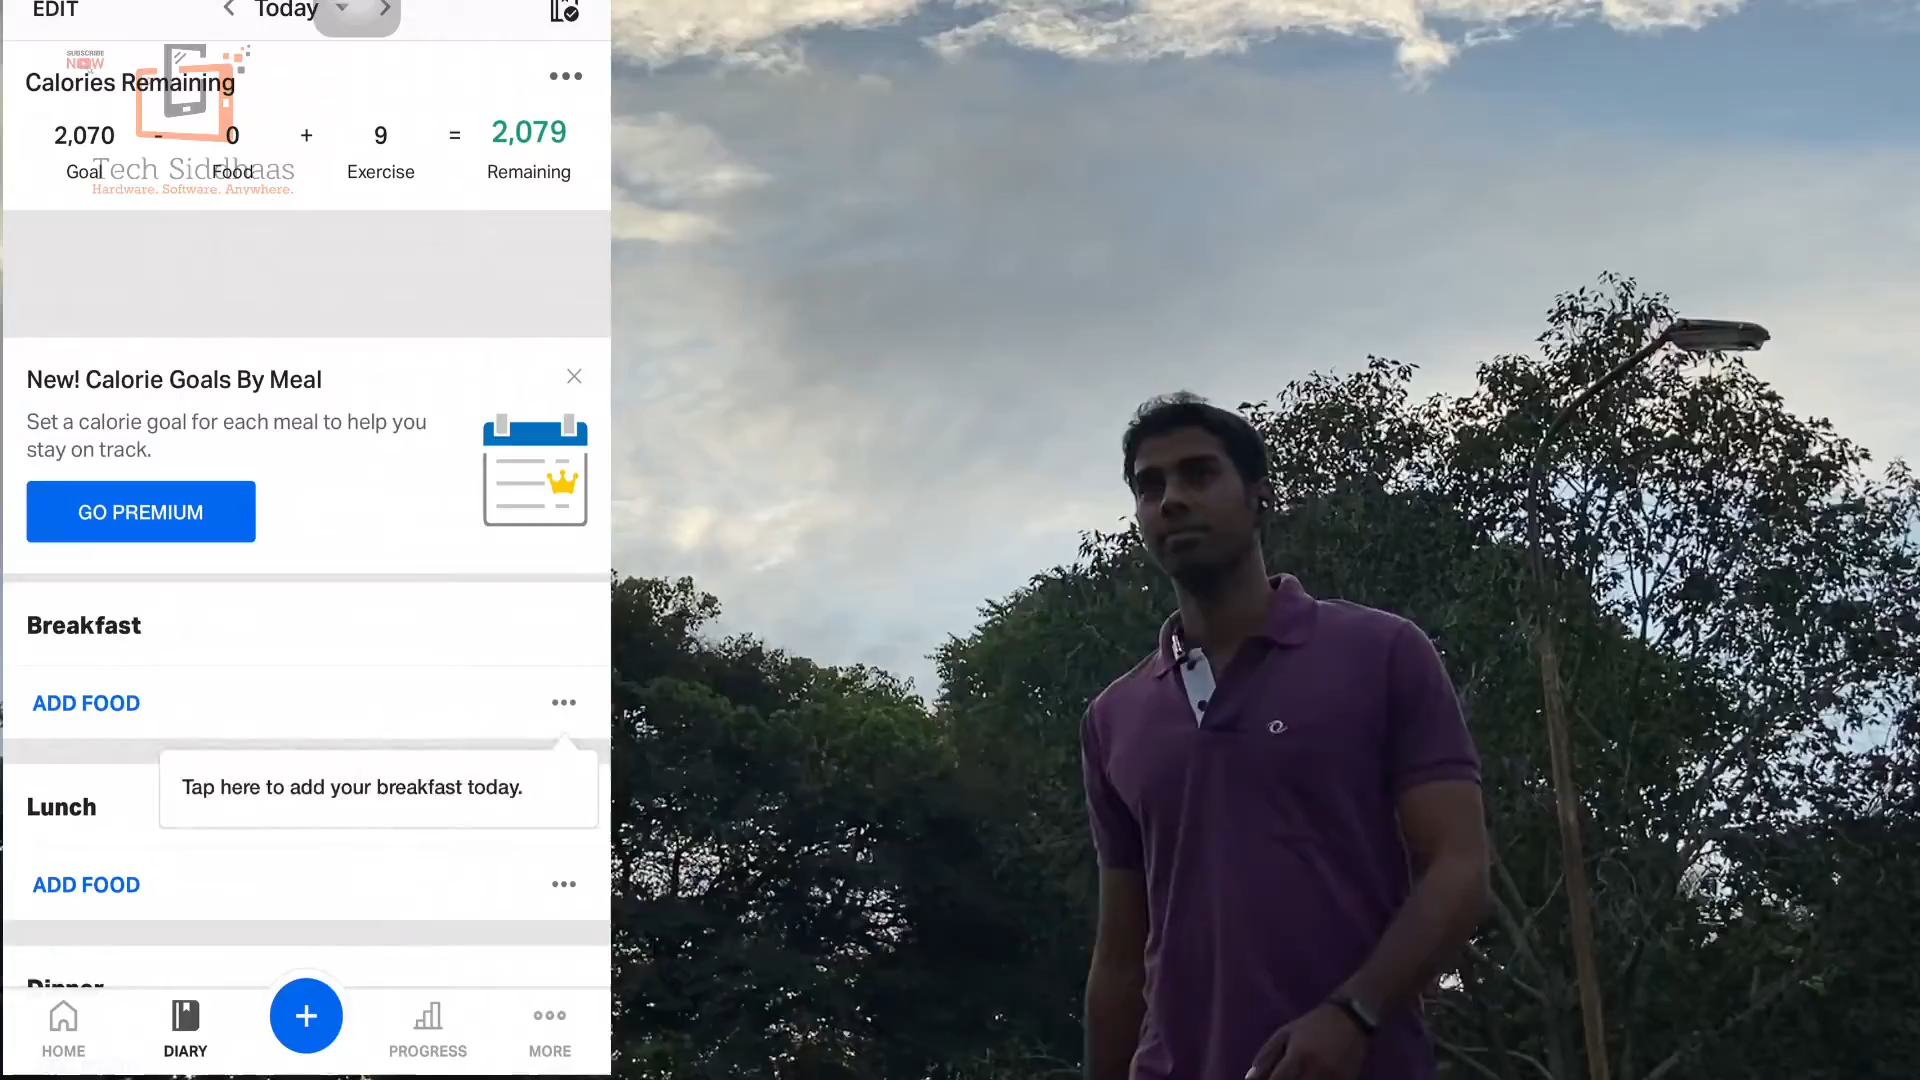 EDIT
Today
SUBSCRIBE
NOW
Calories Remaining
2,070 - 0 + 9 = 2,079
Goal Food Exercise Remaining
Tech Siddhaas
Hardware. Software. Anywhere.
New! Calorie Goals By Meal
Set a calorie goal for each meal to help you
stay on track.
GO PREMIUM
Breakfast
ADD FOOD
Tap here to add your breakfast today.
Lunch
ADD FOOD
Dinner
HOME DIARY + PROGRESS MORE